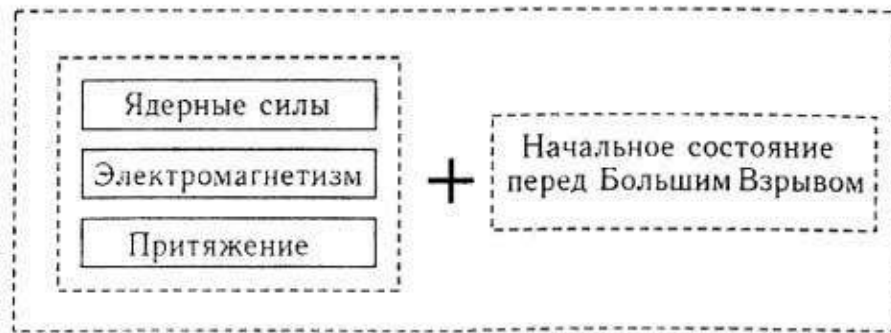 Ядерные силы
Электромагнетизм
Притяжение
+
Начальное состояние
перед Большим Взрывом